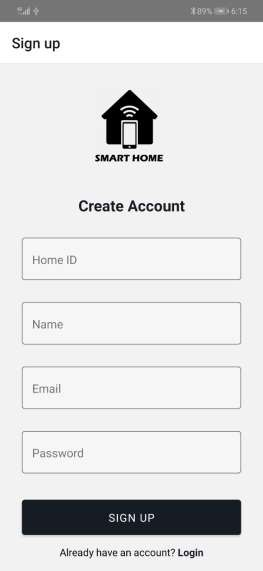 89% 6:15
Sign up
SMART HOME
Create Account
Home ID
Name
Email
Password
SIGN UP
Already have an account? Login